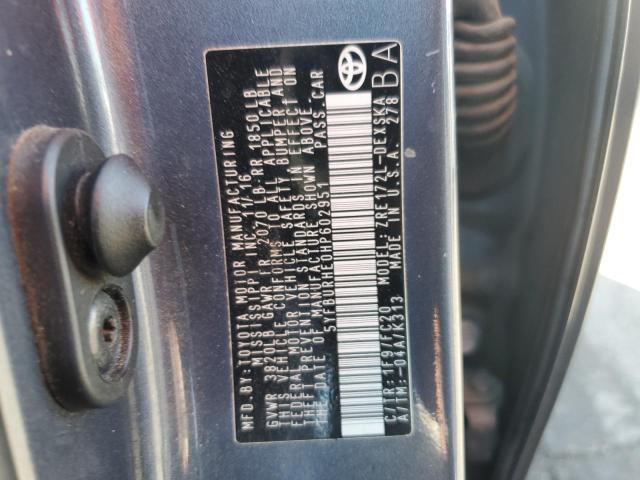 MFD.BY:TOYOTA MOTOR MANUFACTURING
MISSISSIPPI INC. 11/16
GVWR 3820LB GAWR FR 2070 LB RR 1850LB
THIS VEHICLE CONFORMS TO ALL APPLICABLE
FEDERAL MOTOR VEHICLE SAFETY, BUMPER AND
THEFT PREVENTION STANDARDS IN EFFECT ON
THE DATE OF MANUFACTURE SHOWN ABOVE.
5YFBURHE0HP602951 PASS.CAR
C/TR:1F9/FC20 ZRE172L-DEXSKA
A/TM:-04A/K313 MADE IN U.S.A. 278
BA